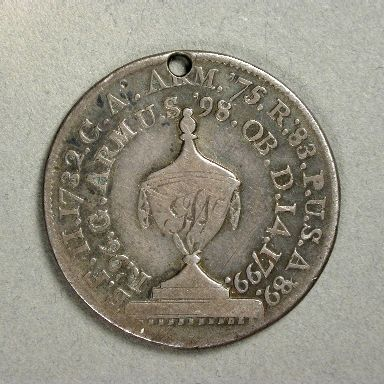 B. F. 11. 1732. G. A. ARM. '75. R. '83. P. U. S. A. '89.
R. '96. G. ARM. U. S. '98. OB. D. 14. 1799.
GW